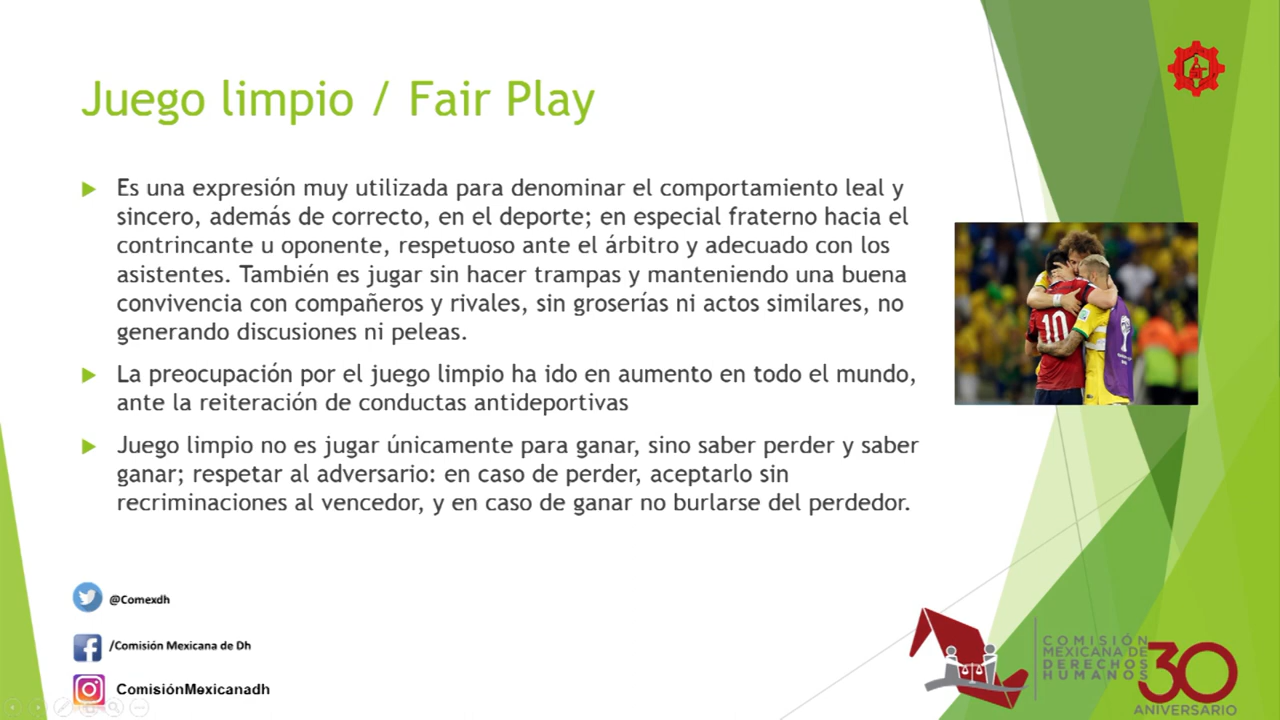 Juego limpio / Fair Play
Es una expresión muy utilizada para denominar el comportamiento leal y
sincero, además de correcto, en el deporte; en especial fraterno hacia el
contrincante u oponente, respetuoso ante el árbitro y adecuado con los
asistentes. También es jugar sin hacer trampas y manteniendo una buena
convivencia con compañeros y rivales, sin groserías ni actos similares, no
generando discusiones ni peleas.
La preocupación por el juego limpio ha ido en aumento en todo el mundo,
ante la reiteración de conductas antideportivas
Juego limpio no es jugar únicamente para ganar, sino saber perder y saber
ganar; respetar al adversario: en caso de perder, aceptarlo sin
recriminaciones al vencedor, y en caso de ganar no burlarse del perdedor.
10
@Comexdh
/Comisión Mexicana de Dh
ComisiónMexicanadh
COMISIÓN
MEXICANA DE
DERECHOS
HUMANOS
30
ANIVERSARIO